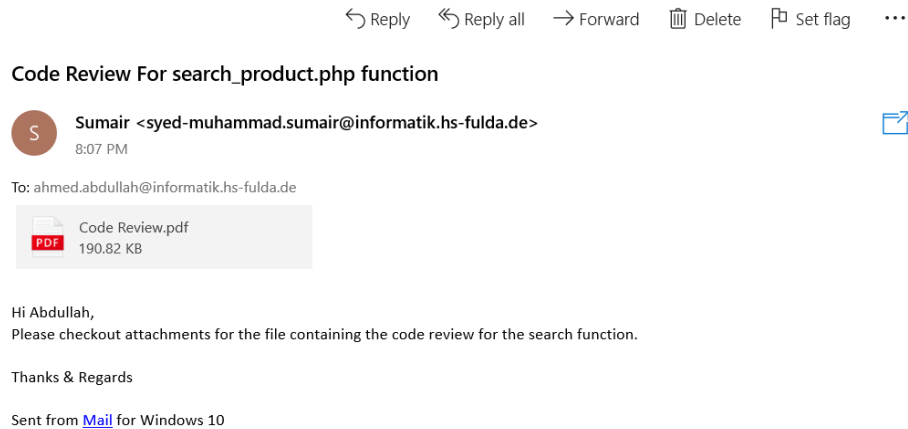 Reply Reply all Forward Delete Set flag ...
Code Review For search_product.php function
S
Sumair <syed-muhammad.sumair@informatik.hs-fulda.de>
8:07 PM
To: ahmed.abdullah@informatik.hs-fulda.de
PDF
Code Review.pdf
190.82 KB
Hi Abdullah,
Please checkout attachments for the file containing the code review for the search function.
Thanks & Regards
Sent from Mail for Windows 10